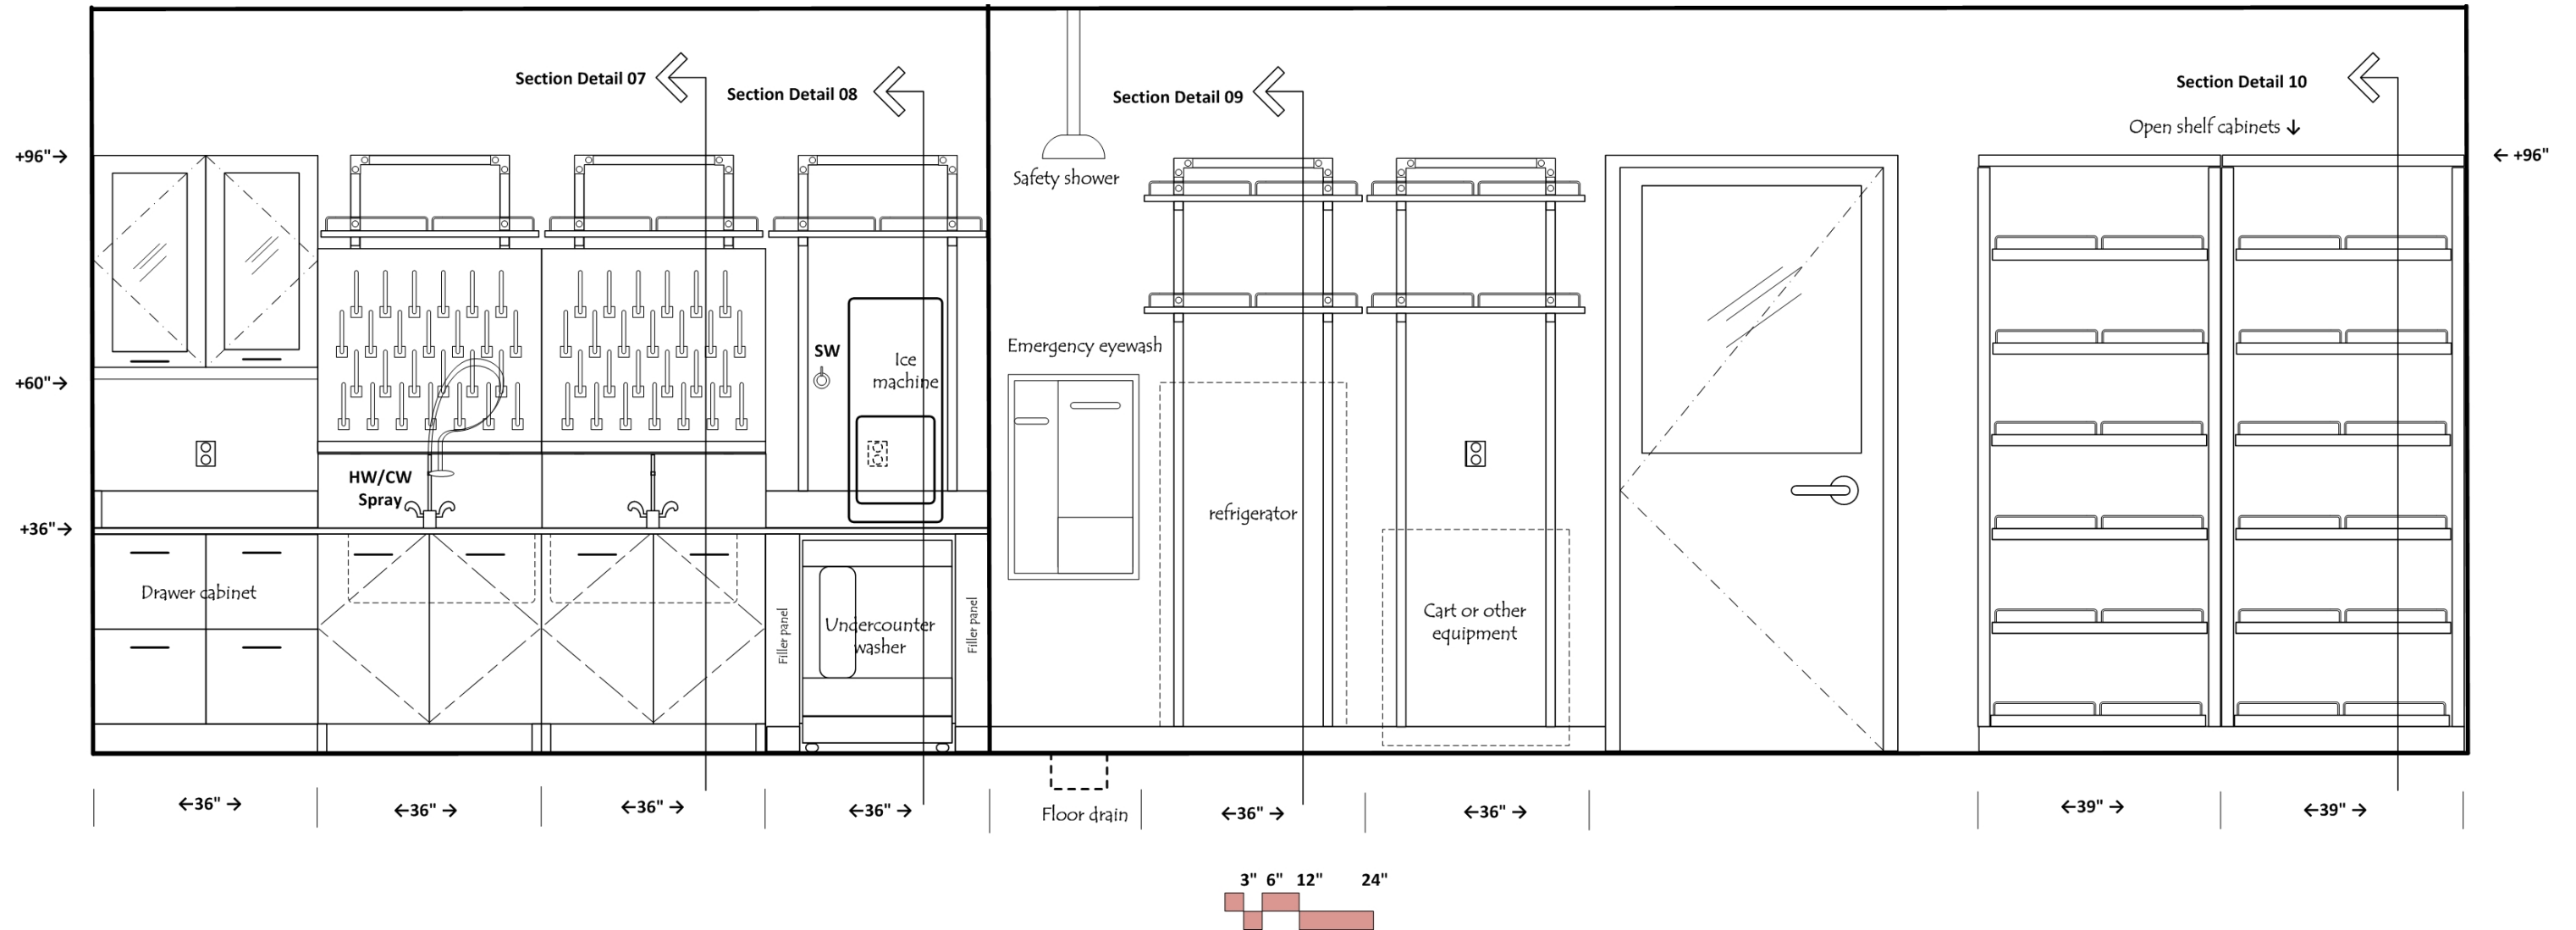 Section Detail 07
Section Detail 08
Section Detail 09
Section Detail 10
Open shelf cabinets ↓
+96"→
← +96"
Safety shower
Emergency eyewash
SW
Ice
machine
+60"→
HW/CW
Spray
refrigerator
+36"→
Drawer cabinet
Filler panel
Undercounter
washer
Filler panel
Cart or other
equipment
←36" →
←36" →
←36" →
←36" →
Floor drain
←36" →
←36" →
←39" →
←39" →
3" 6" 12" 24"